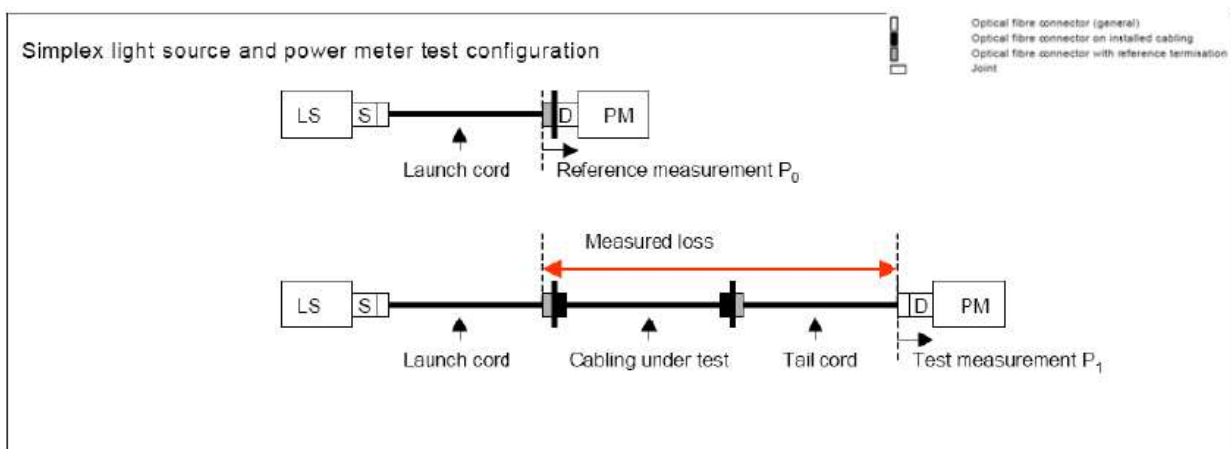 Optical fibre connector (general)
Optical fibre connector on installed cabling
Optical fibre connector with reference termisation
Joint
Simplex light source and power meter test configuration
LS S D PM
Launch cord Reference measurement P0
Measured loss
LS S D PM
Launch cord Cabling under test Tail cord Test measurement P1